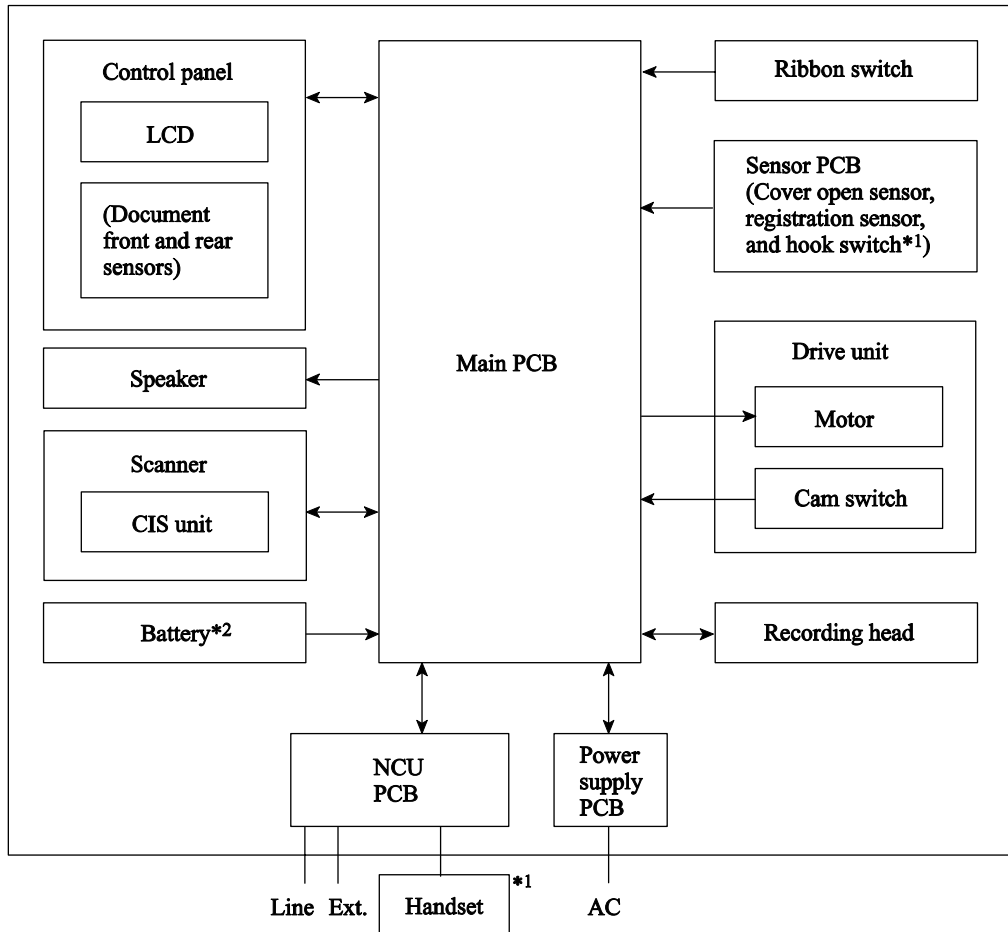 Control panel
LCD
(Document
front and rear
sensors)
Speaker
Scanner
CIS unit
Battery*2
Main PCB
Ribbon switch
Sensor PCB
(Cover open sensor,
registration sensor,
and hook switch*1)
Drive unit
Motor
Cam switch
Recording head
NCU
PCB
Power
supply
PCB
Line
Ext.
Handset
*1
AC